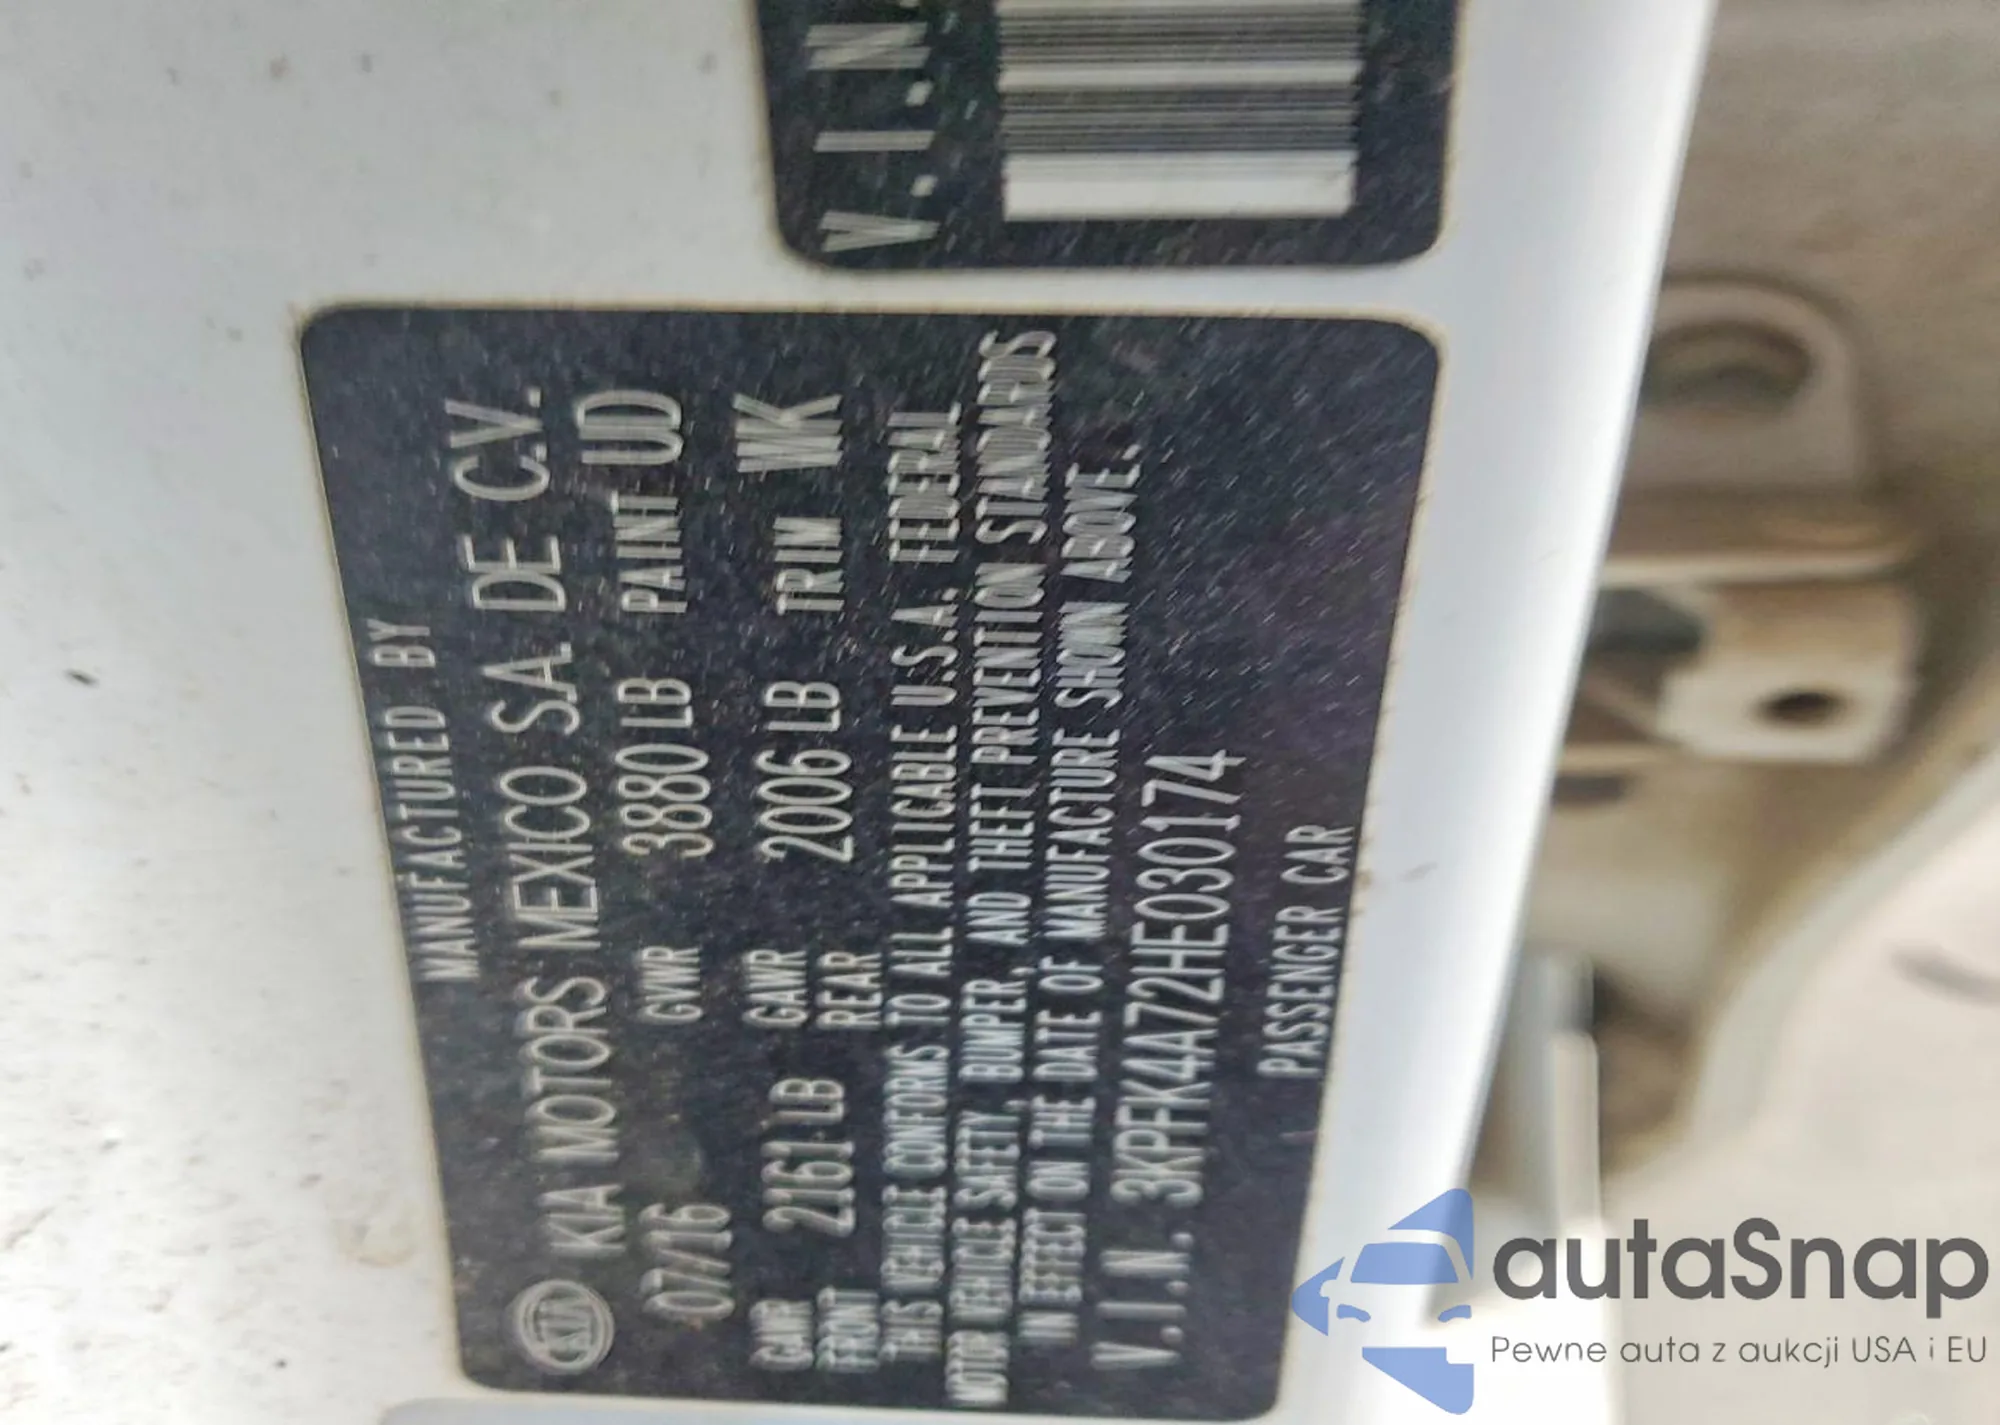 V.I.N.
MANUFACTURED BY
KIA KIA MOTORS MEXICO S.A. DE C.V.
07/16 GVWR 3880 LB PAINT UD
GAWR FRONT 2161 LB GAWR REAR 2006 LB TRIM WK
THIS VEHICLE CONFORMS TO ALL APPLICABLE U.S.A. FEDERAL
MOTOR VEHICLE SAFETY, BUMPER, AND THEFT PREVENTION STANDARDS
IN EFFECT ON THE DATE OF MANUFACTURE SHOWN ABOVE.
V.I.N. 3KPFK4A72HE030174
PASSENGER CAR
autaSnap
Pewne auta z aukcji USA i EU